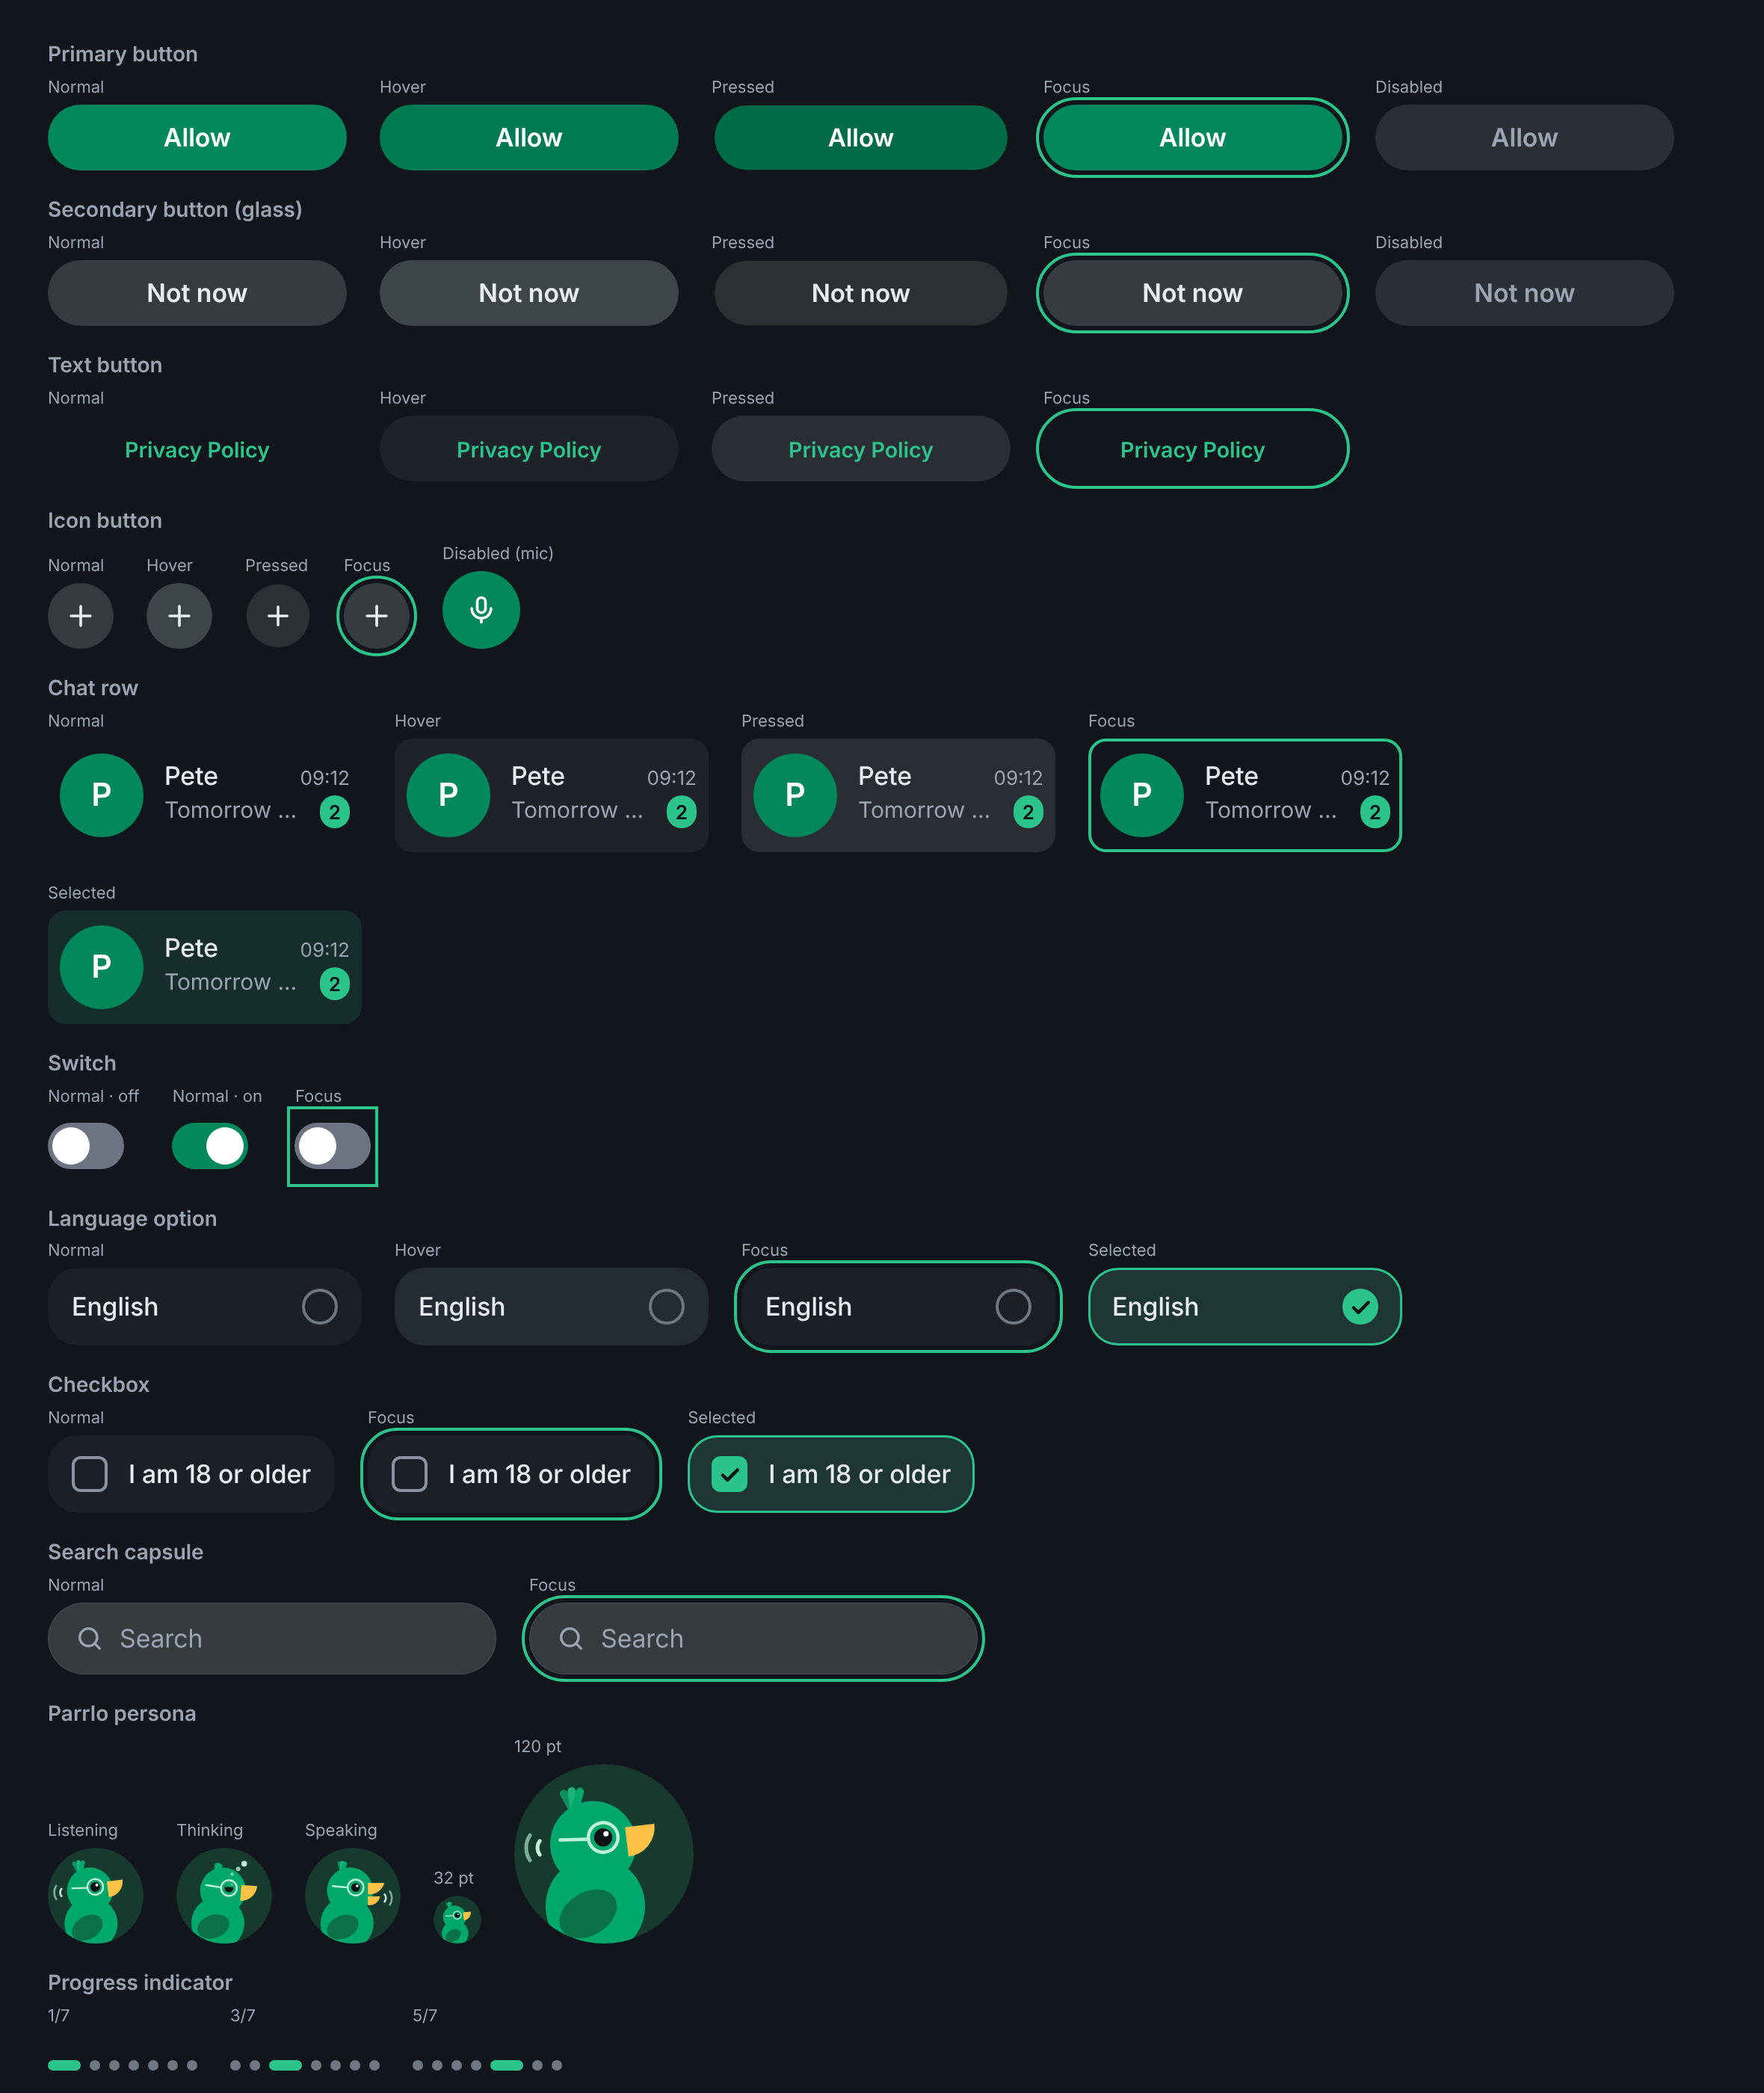 Primary button
Normal Hover Pressed Focus Disabled
Allow Allow Allow Allow Allow
Secondary button (glass)
Normal Hover Pressed Focus Disabled
Not now Not now Not now Not now Not now
Text button
Normal Hover Pressed Focus
Privacy Policy Privacy Policy Privacy Policy Privacy Policy
Icon button
Disabled (mic)
Normal Hover Pressed Focus
Chat row
Normal Hover Pressed Focus
P Pete 09:12 P Pete 09:12 P Pete 09:12 P Pete 09:12
Tomorrow ... 2 Tomorrow ... 2 Tomorrow ... 2 Tomorrow ... 2
Selected
P Pete 09:12
Tomorrow ... 2
Switch
Normal · off Normal · on Focus
Language option
Normal Hover Focus Selected
English English English English
Checkbox
Normal Focus Selected
I am 18 or older I am 18 or older I am 18 or older
Search capsule
Normal Focus
Search Search
Parrlo persona
120 pt
Listening Thinking Speaking
32 pt
Progress indicator
1/7 3/7 5/7